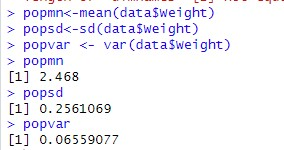 > popmn<-mean(data$Weight)
> popsd<-sd(data$Weight)
> popvar <- var(data$Weight)
> popmn
[1] 2.468
> popsd
[1] 0.2561069
> popvar
[1] 0.06559077